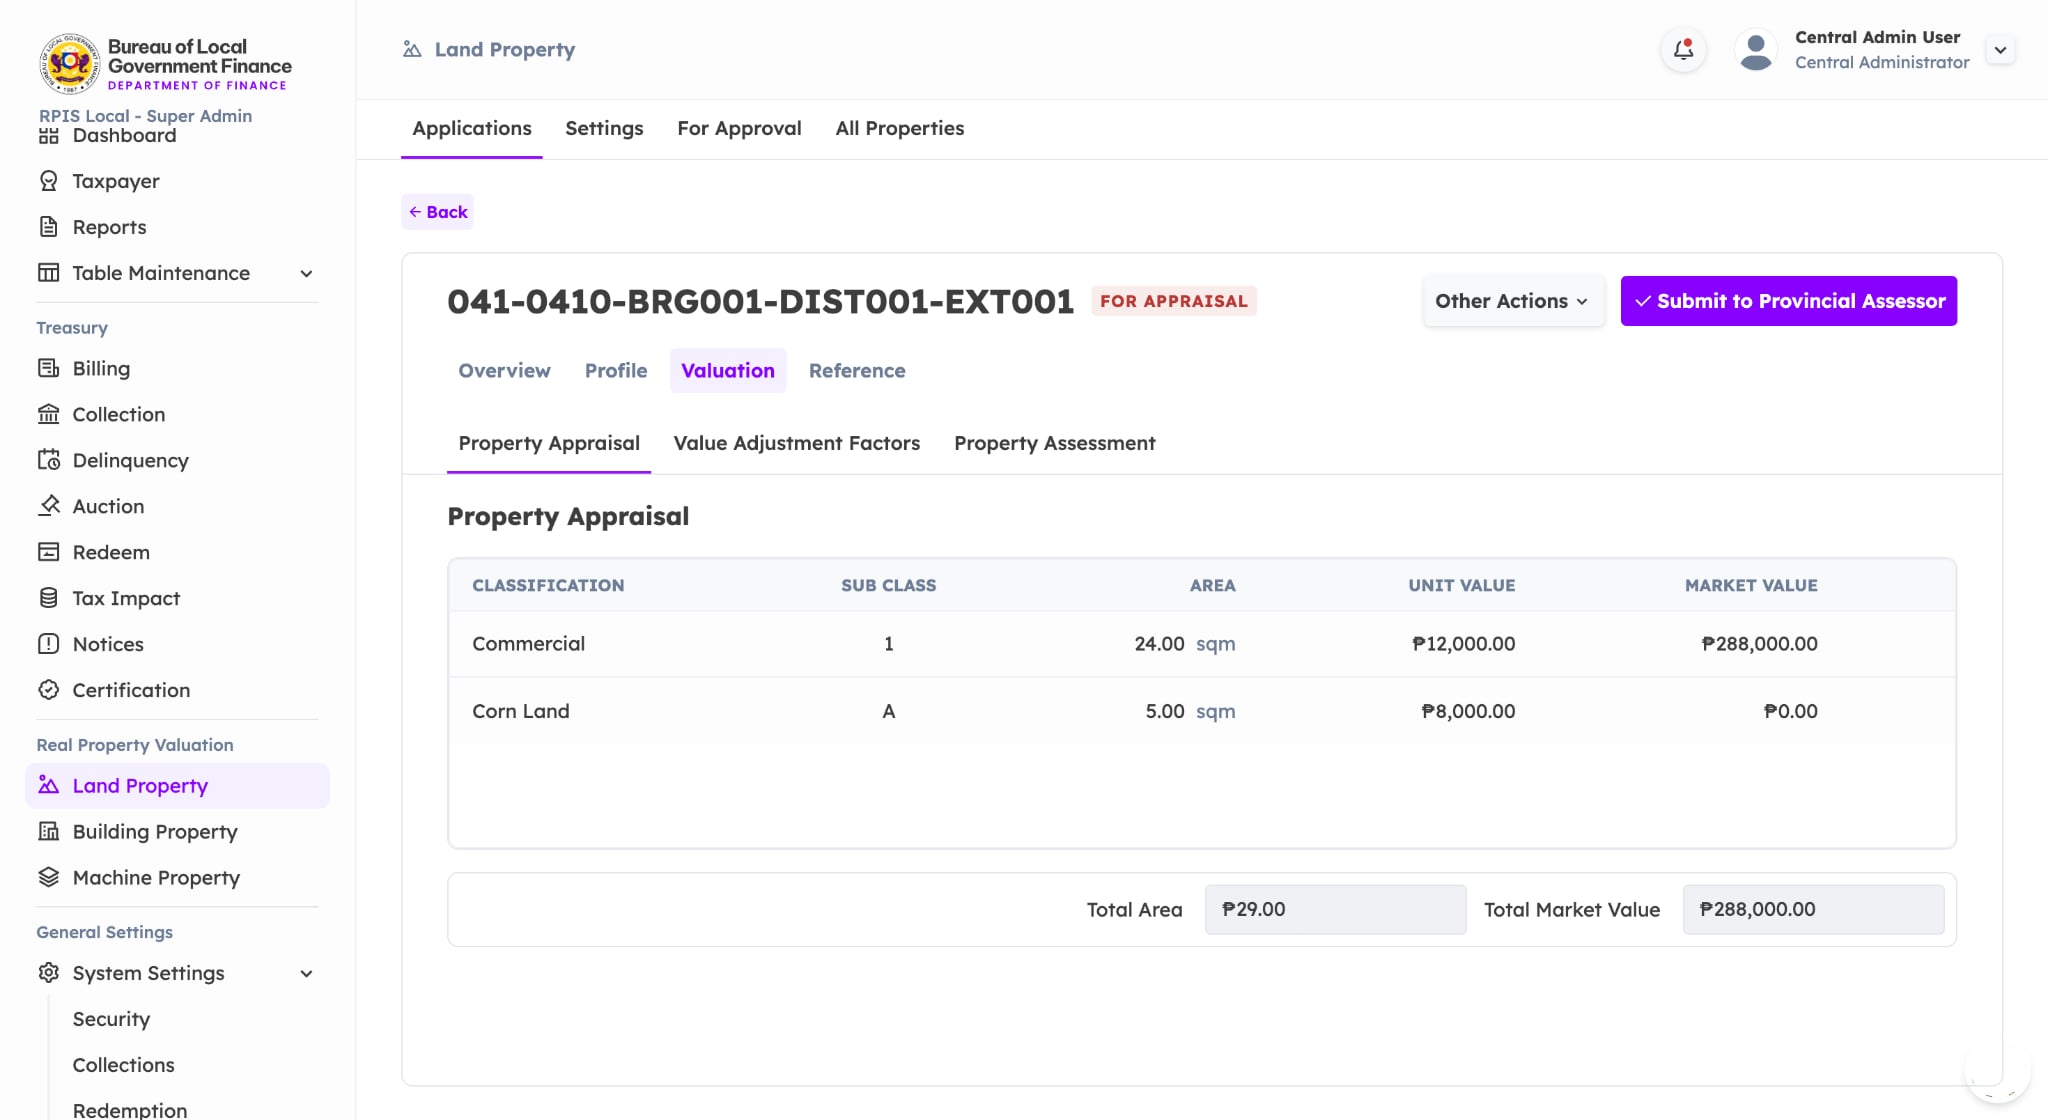 Bureau of Local
Government Finance
DEPARTMENT OF FINANCE
RPIS Local - Super Admin
Dashboard
Taxpayer
Reports
Table Maintenance
Treasury
Billing
Collection
Delinquency
Auction
Redeem
Tax Impact
Notices
Certification
Real Property Valuation
Land Property
Building Property
Machine Property
General Settings
System Settings
Security
Collections
Redemption
Land Property
Central Admin User
Central Administrator
Applications Settings For Approval All Properties
Back
041-0410-BRG001-DIST001-EXT001 FOR APPRAISAL Other Actions Submit to Provincial Assessor
Overview Profile Valuation Reference
Property Appraisal Value Adjustment Factors Property Assessment
Property Appraisal
CLASSIFICATION SUB CLASS AREA UNIT VALUE MARKET VALUE
Commercial 1 24.00 sqm ₱12,000.00 ₱288,000.00
Corn Land A 5.00 sqm ₱8,000.00 ₱0.00
Total Area ₱29.00 Total Market Value ₱288,000.00